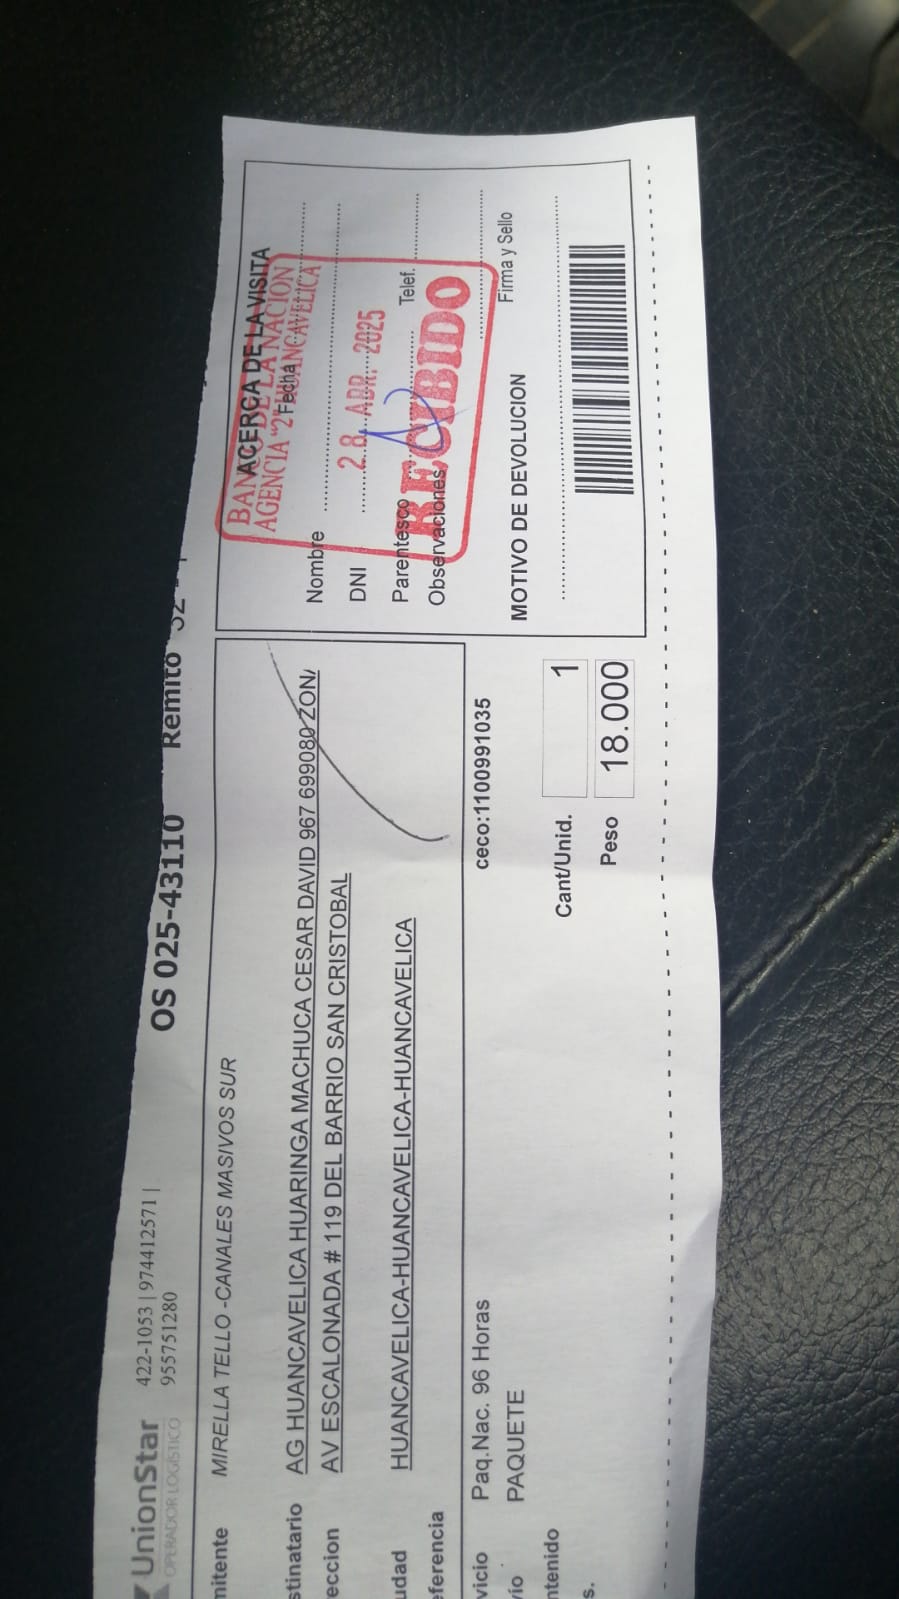 UnionStar
OPERADOR LOGÍSTICO
422-1053 | 974412571 |
955751280
OS 025-43110 Remito
mitente MIRELLA TELLO -CANALES MASIVOS SUR
stinatario AG HUANCAVELICA HUARINGA MACHUCA CESAR DAVID 967 699080 ZON
eccion AV ESCALONADA # 119 DEL BARRIO SAN CRISTOBAL
udad HUANCAVELICA-HUANCAVELICA-HUANCAVELICA
eferencia
vicio Paq.Nac. 96 Horas
ceco:1100991035
vío PAQUETE
ntenido
s.
Cant/Unid. 1
Peso 18.000
ACERCA DE LA VISITA
Fecha
Nombre
DNI
Parentesco Telef.
Observaciones
Firma y Sello
MOTIVO DE DEVOLUCION
BANCO DE LA NACION
AGENCIA "2" HUANCAVELICA
28 ABR. 2025
RECIBIDO